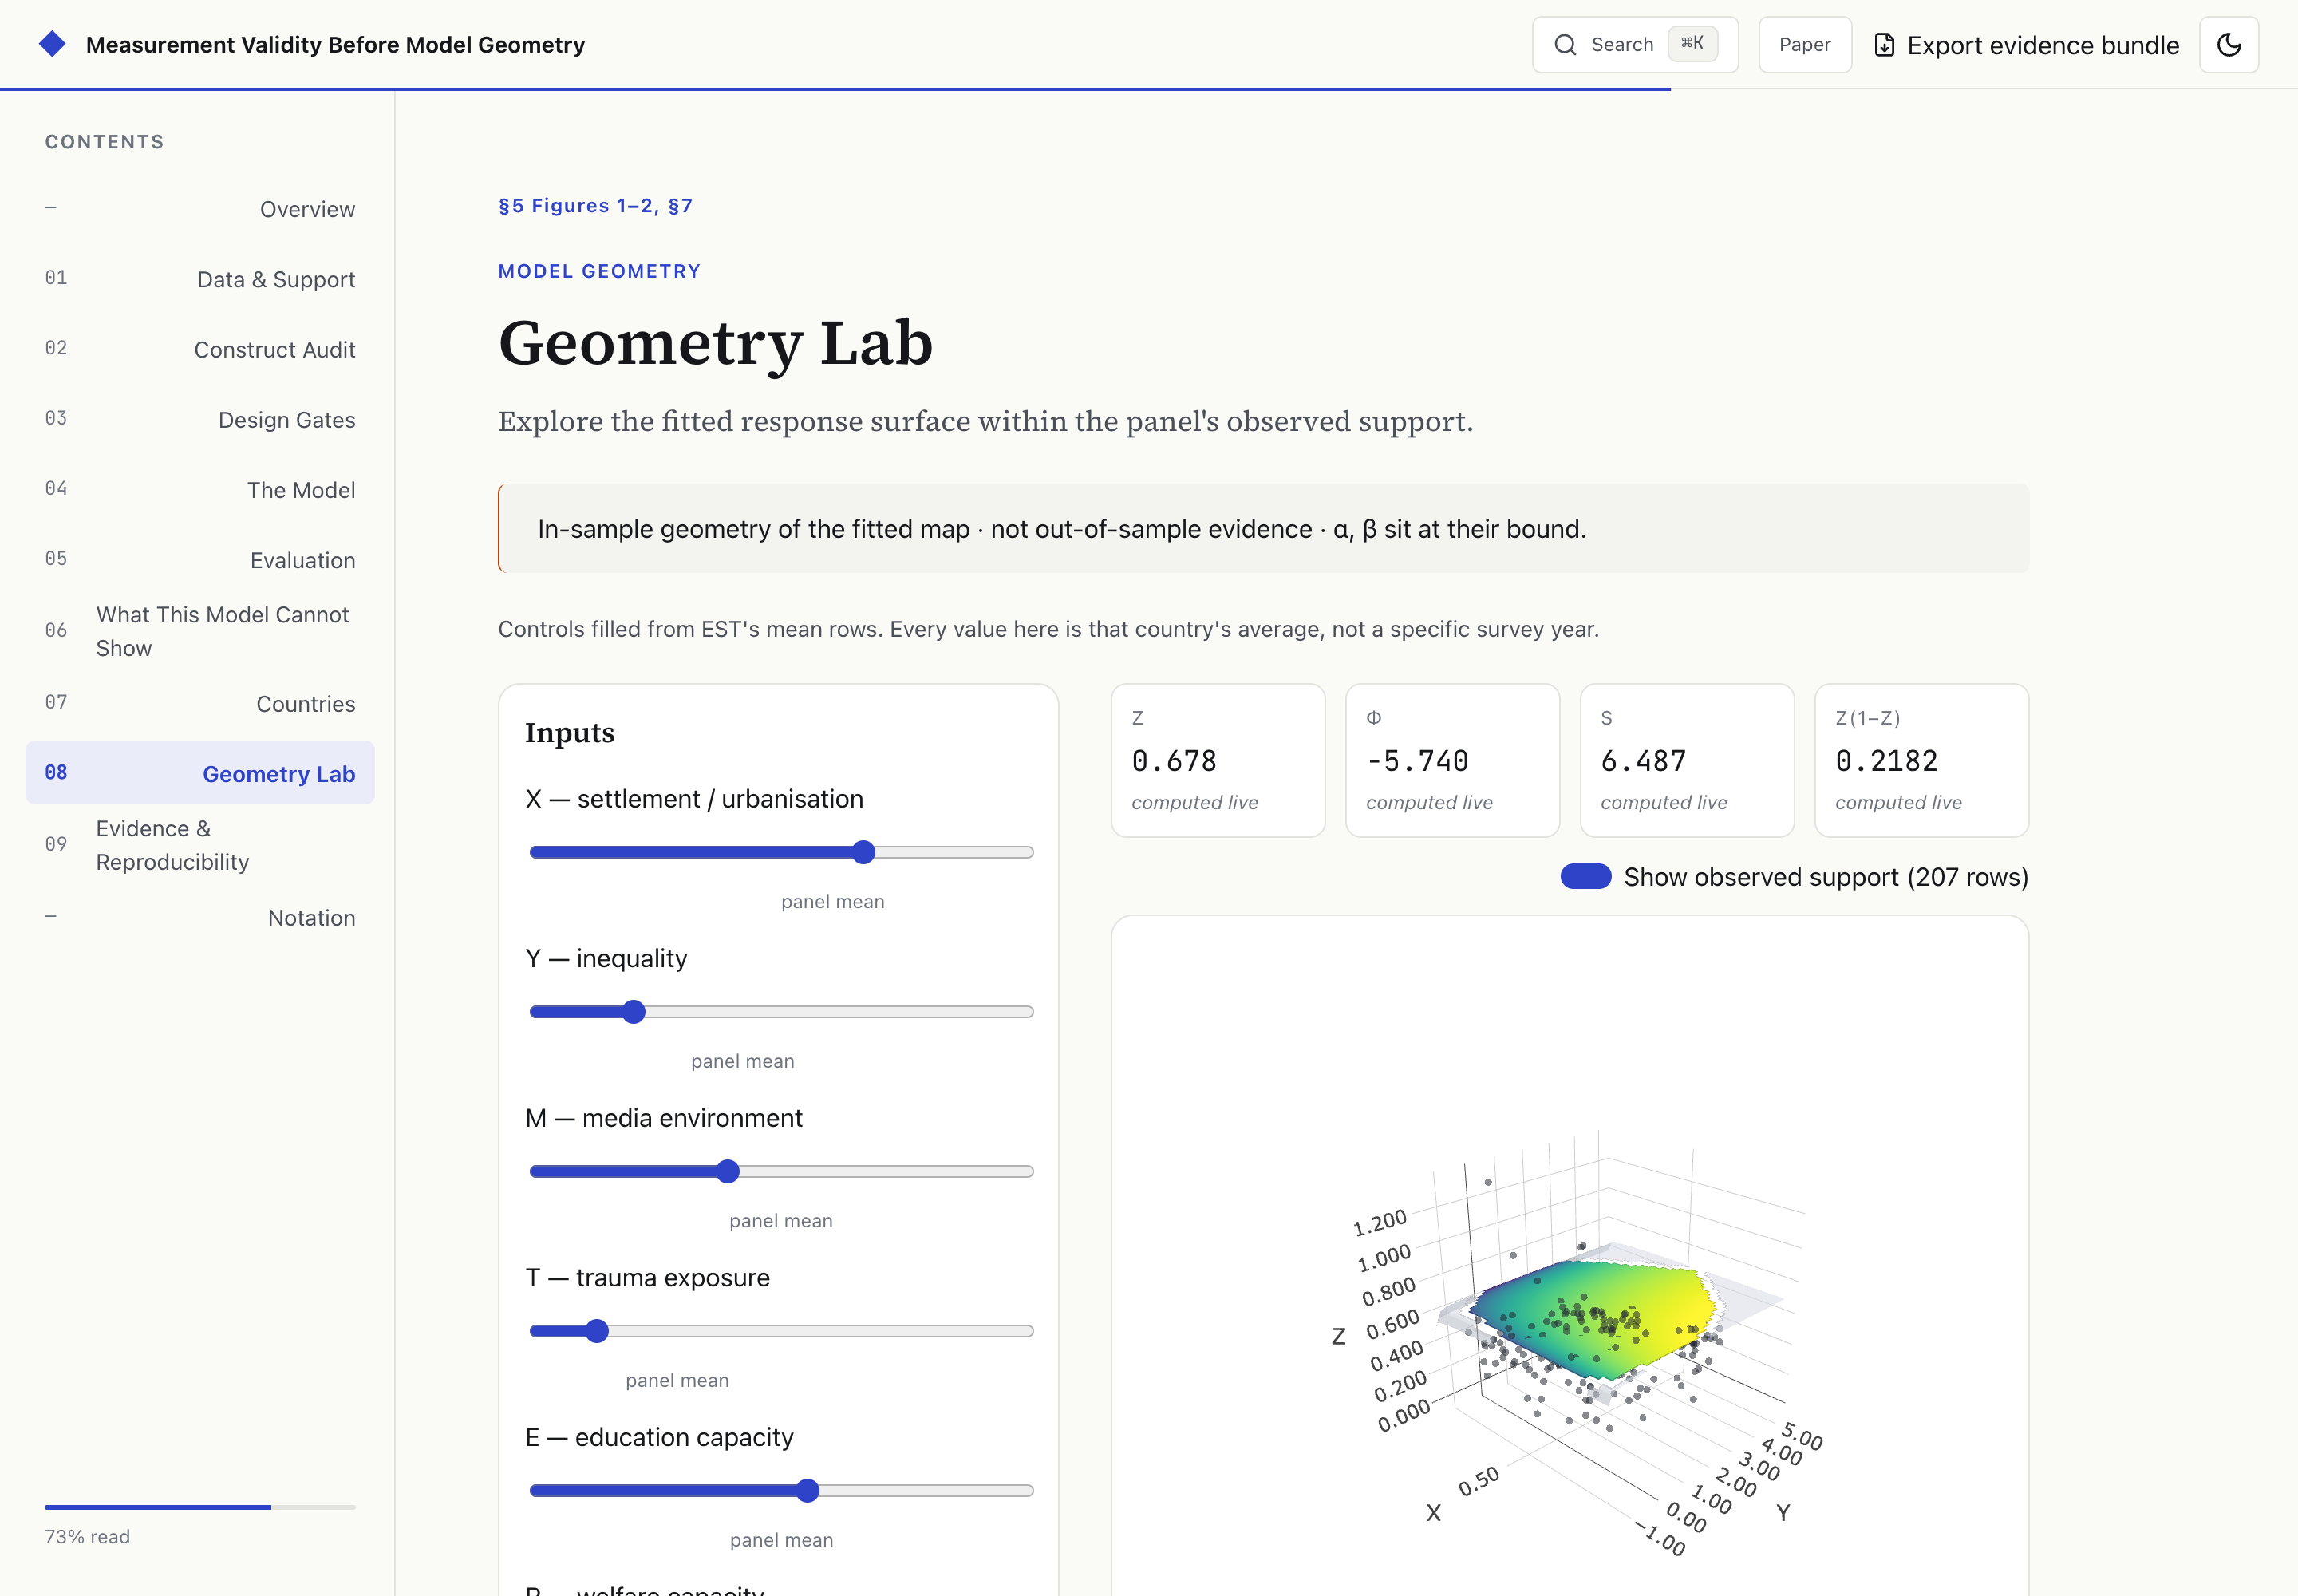 Measurement Validity Before Model Geometry
Search ⌘K
Paper
Export evidence bundle
CONTENTS
— Overview
01 Data & Support
02 Construct Audit
03 Design Gates
04 The Model
05 Evaluation
06 What This Model Cannot
Show
07 Countries
08 Geometry Lab
09 Evidence &
Reproducibility
— Notation
73% read
§5 Figures 1–2, §7
MODEL GEOMETRY
Geometry Lab
Explore the fitted response surface within the panel's observed support.
In-sample geometry of the fitted map · not out-of-sample evidence · α, β sit at their bound.
Controls filled from EST's mean rows. Every value here is that country's average, not a specific survey year.
Inputs
X — settlement / urbanisation
panel mean
Y — inequality
panel mean
M — media environment
panel mean
T — trauma exposure
panel mean
E — education capacity
panel mean
Z
0.678
computed live
Φ
-5.740
computed live
S
6.487
computed live
Z(1−Z)
0.2182
computed live
Show observed support (207 rows)
1.200
1.000
0.800
0.600
0.400
0.200
0.000
Z
0.50
X
5.00
4.00
3.00
2.00
1.00
0.00
−1.00
Y